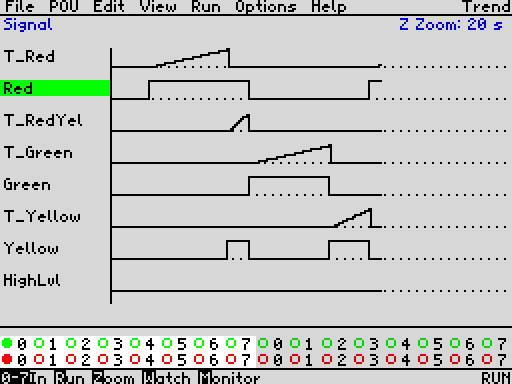 File POU Edit View Run Options Help Trend
Signal Z Zoom: 20 s
T_Red
Red
T_RedYel
T_Green
Green
T_Yellow
Yellow
HighLvl
0 1 2 3 4 5 6 7 0 1 2 3 4 5 6 7
0 1 2 3 4 5 6 7 0 1 2 3 4 5 6 7
0-7In Run Zoom Watch Monitor RUN